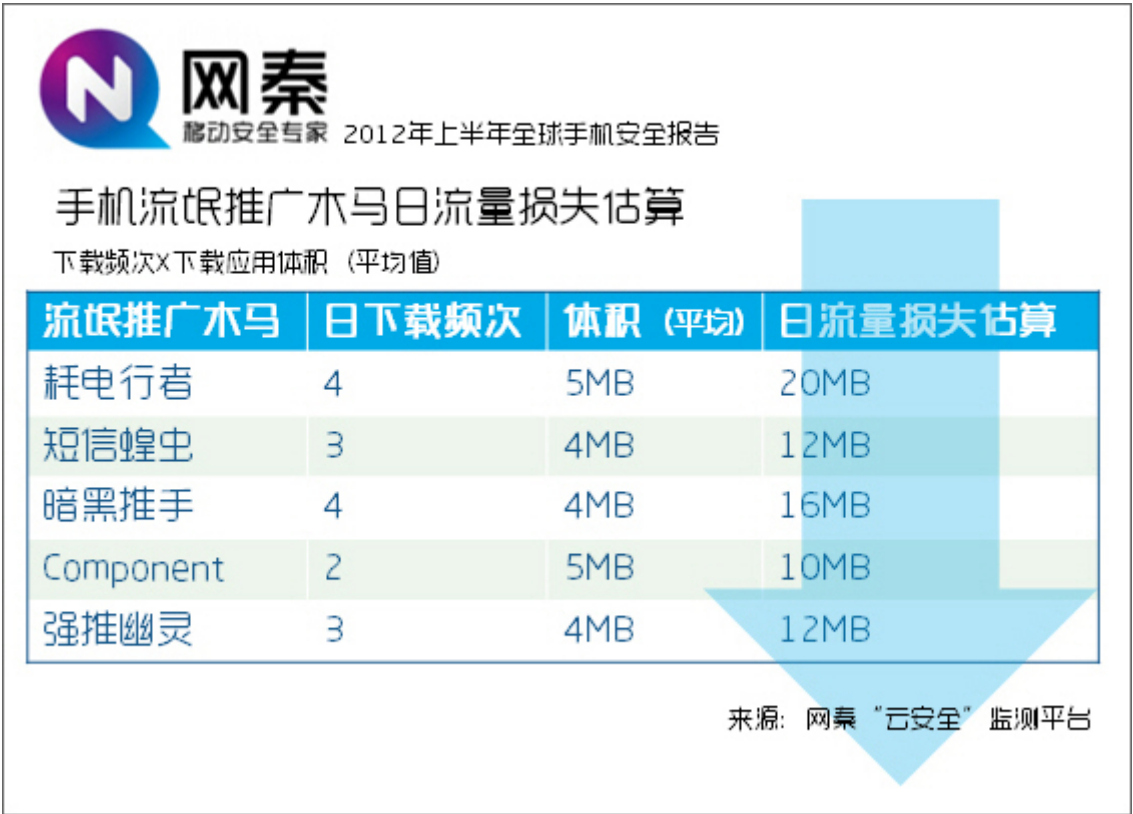 网秦
移动安全专家 2012年上半年全球手机安全报告
手机流氓推广木马日流量损失估算
下载频次X下载应用体积（平均值）
流氓推广木马 日下载频次 体积（平均） 日流量损失估算
耗电行者 4 5MB 20MB
短信蝗虫 3 4MB 12MB
暗黑推手 4 4MB 16MB
Component 2 5MB 10MB
强推幽灵 3 4MB 12MB
来源：网秦“云安全”监测平台